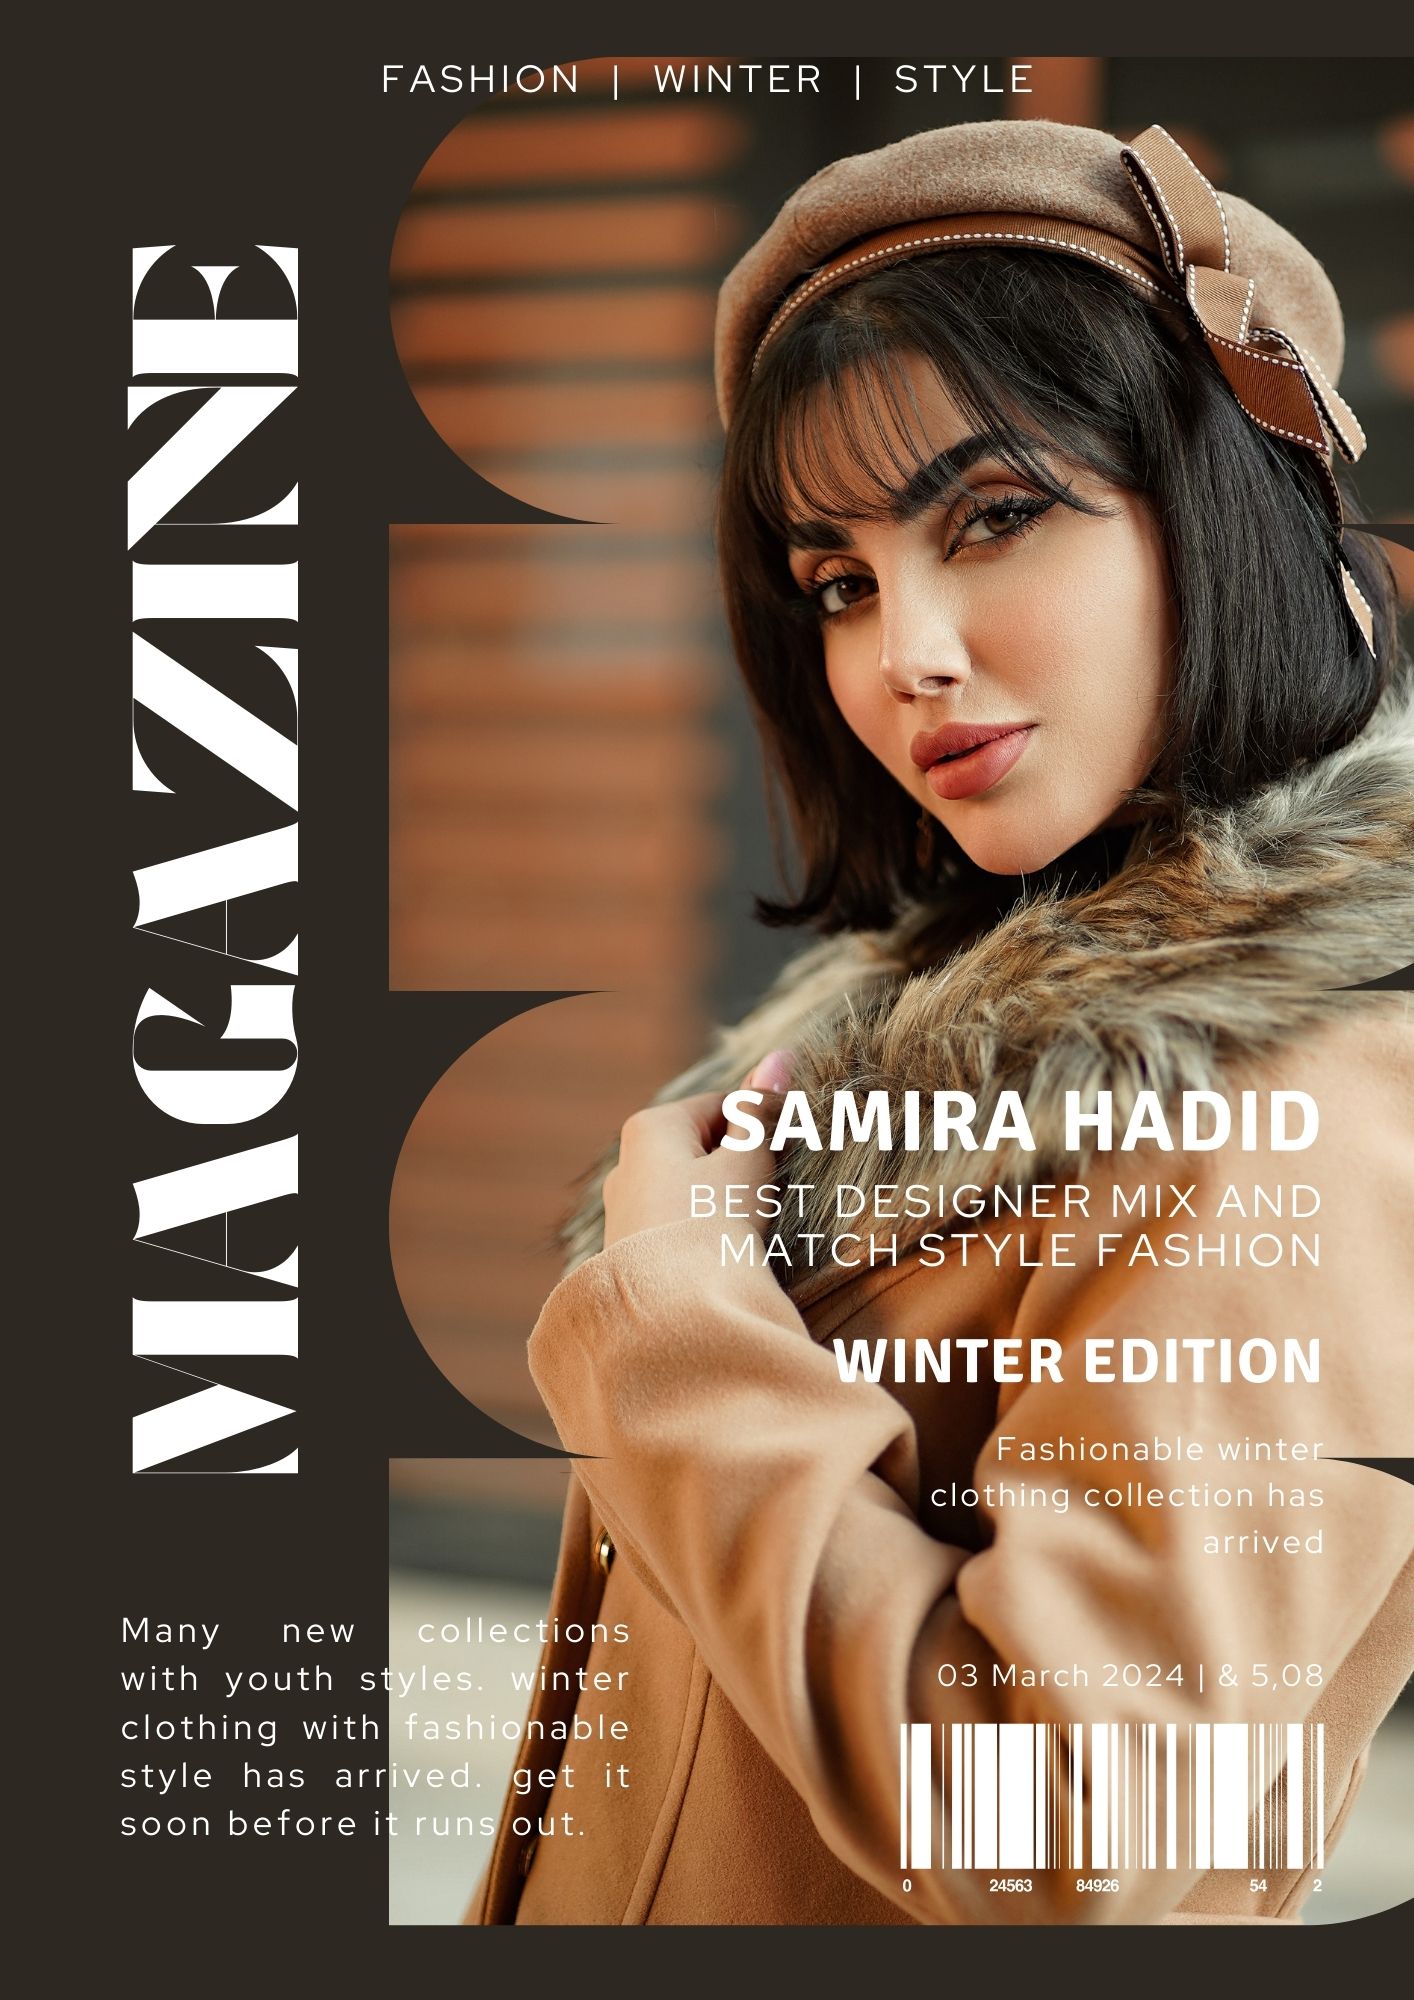 FASHION | WINTER | STYLE
MAGAZINE
SAMIRA HADID
BEST DESIGNER MIX AND
MATCH STYLE FASHION
WINTER EDITION
Fashionable winter
clothing collection has
arrived
Many new collections
with youth styles. winter
clothing with fashionable
style has arrived. get it
soon before it runs out.
03 March 2024 | & 5,08
0 24563 84926 54 2